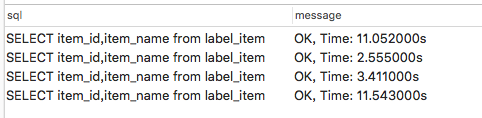 sql message
SELECT item_id,item_name from label_item OK, Time: 11.052000s
SELECT item_id,item_name from label_item OK, Time: 2.555000s
SELECT item_id,item_name from label_item OK, Time: 3.411000s
SELECT item_id,item_name from label_item OK, Time: 11.543000s